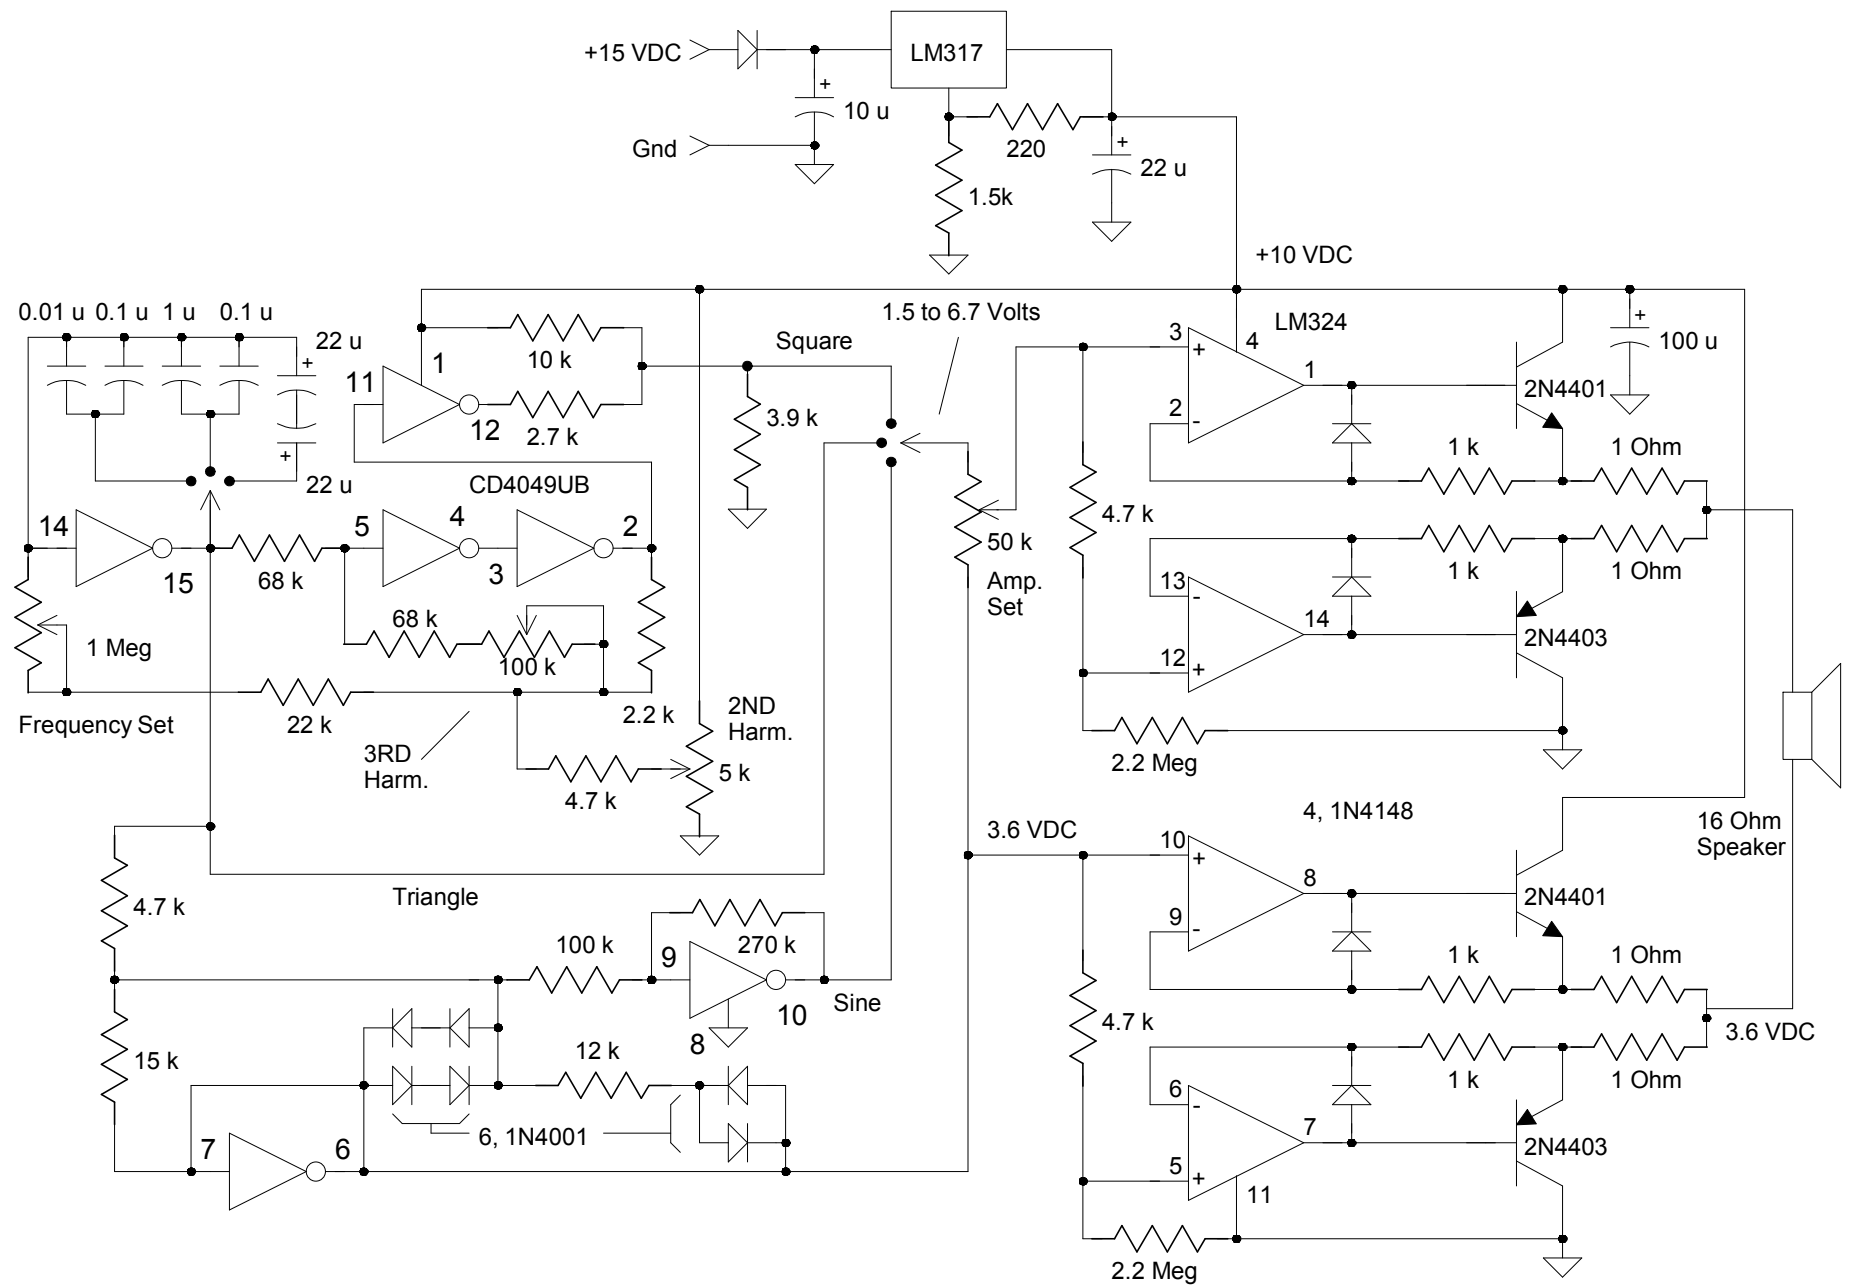 +15 VDC
LM317
+
10 u
Gnd
220
+
22 u
1.5k
+10 VDC
0.01 u
0.1 u
1 u
0.1 u
22 u
+
+
22 u
1
10 k
11
12
2.7 k
CD4049UB
Square
3.9 k
1.5 to 6.7 Volts
LM324
3
+
4
2
-
1
2N4401
+
100 u
1 k
1 Ohm
14
15
68 k
5
4
3
2
50 k
Amp.
Set
4.7 k
1 k
1 Ohm
13
-
14
12
+
2N4403
1 Meg
68 k
100 k
Frequency Set
22 k
2.2 k
3RD
Harm.
2ND
Harm.
5 k
4.7 k
2.2 Meg
4, 1N4148
16 Ohm
Speaker
3.6 VDC
Triangle
4.7 k
10
+
9
-
8
2N4401
100 k
270 k
9
10
8
Sine
1 k
1 Ohm
4.7 k
3.6 VDC
15 k
12 k
1 k
1 Ohm
6, 1N4001
7
6
6
-
7
5
+
11
2N4403
2.2 Meg